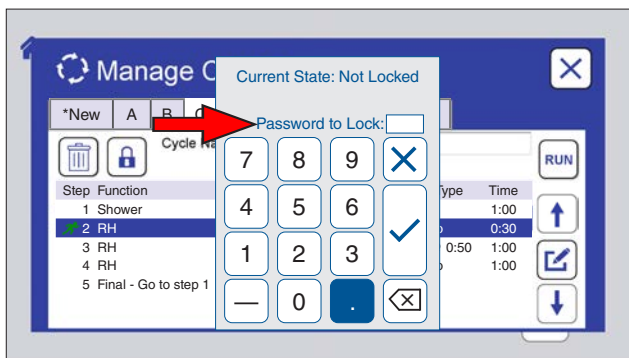 Manage C
Current State: Not Locked
*New A B C
Password to Lock:
Cycle Na
7 8 9
RUN
Step Function Type Time
1 Shower 1:00
4 5 6
2 RH 0:30
3 RH 0:50 1:00
1 2 3
4 RH 1:00
5 Final - Go to step 1
— 0 .